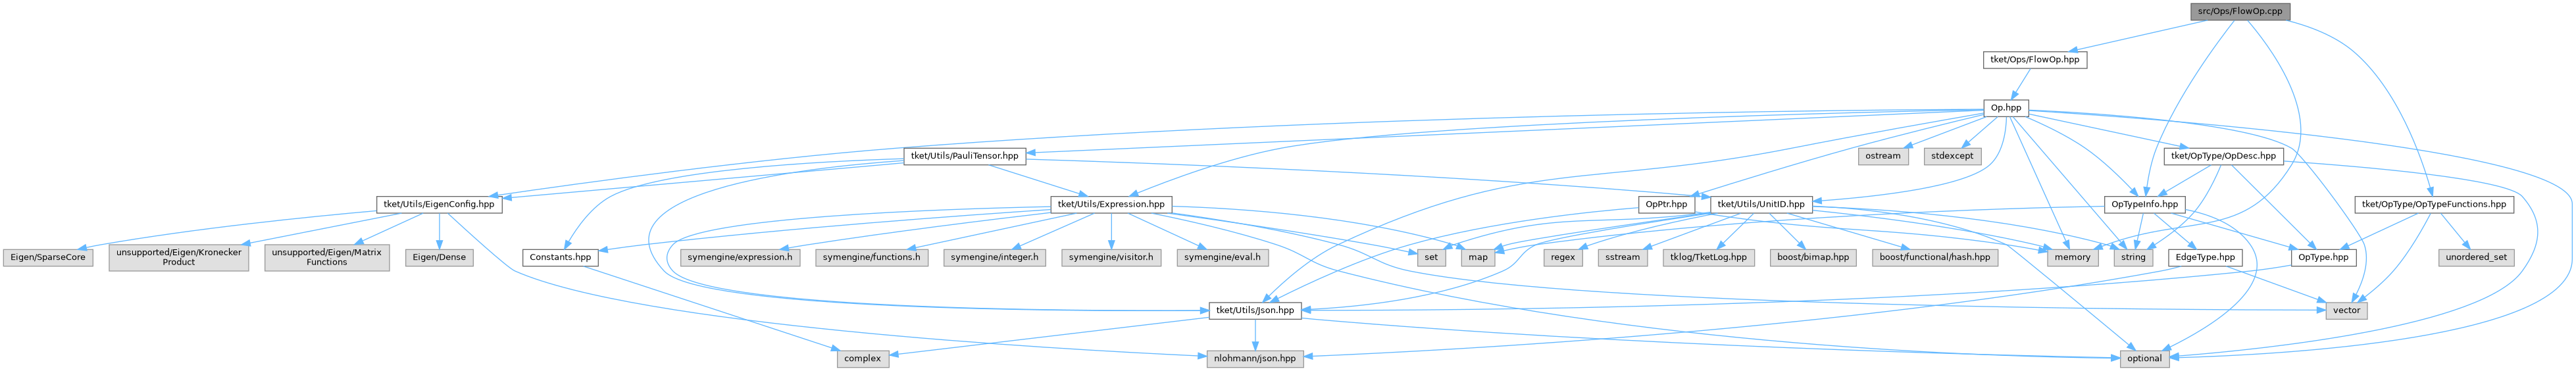 src/Ops/FlowOp.cpp
tket/Ops/FlowOp.hpp
Op.hpp
tket/Utils/PauliTensor.hpp
ostream
stdexcept
tket/OpType/OpDesc.hpp
tket/Utils/EigenConfig.hpp
tket/Utils/Expression.hpp
OpPtr.hpp
tket/Utils/UnitID.hpp
OpTypeInfo.hpp
tket/OpType/OpTypeFunctions.hpp
Eigen/SparseCore
unsupported/Eigen/Kronecker
Product
unsupported/Eigen/Matrix
Functions
Eigen/Dense
Constants.hpp
symengine/expression.h
symengine/functions.h
symengine/integer.h
symengine/visitor.h
symengine/eval.h
set
map
regex
sstream
tklog/TketLog.hpp
boost/bimap.hpp
boost/functional/hash.hpp
memory
string
EdgeType.hpp
OpType.hpp
unordered_set
tket/Utils/Json.hpp
vector
complex
nlohmann/json.hpp
optional